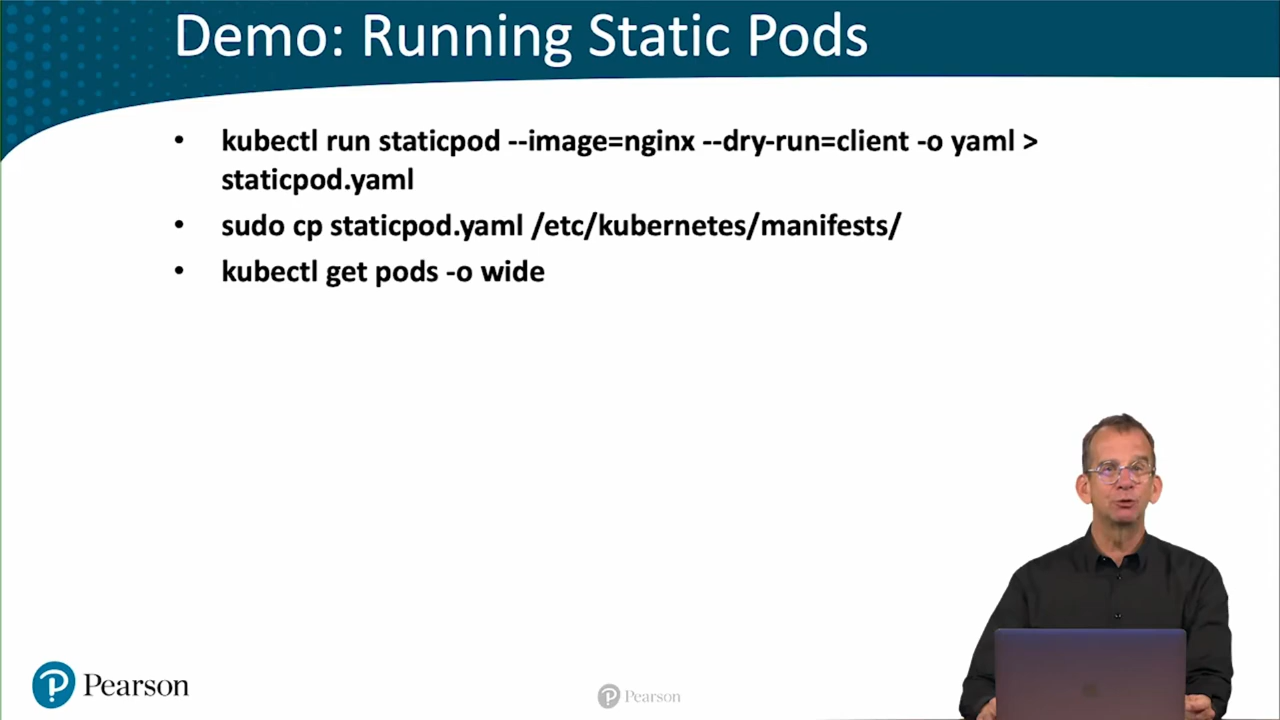 Demo: Running Static Pods
• kubectl run staticpod --image=nginx --dry-run=client -o yaml >
staticpod.yaml
• sudo cp staticpod.yaml /etc/kubernetes/manifests/
• kubectl get pods -o wide
Pearson
Pearson